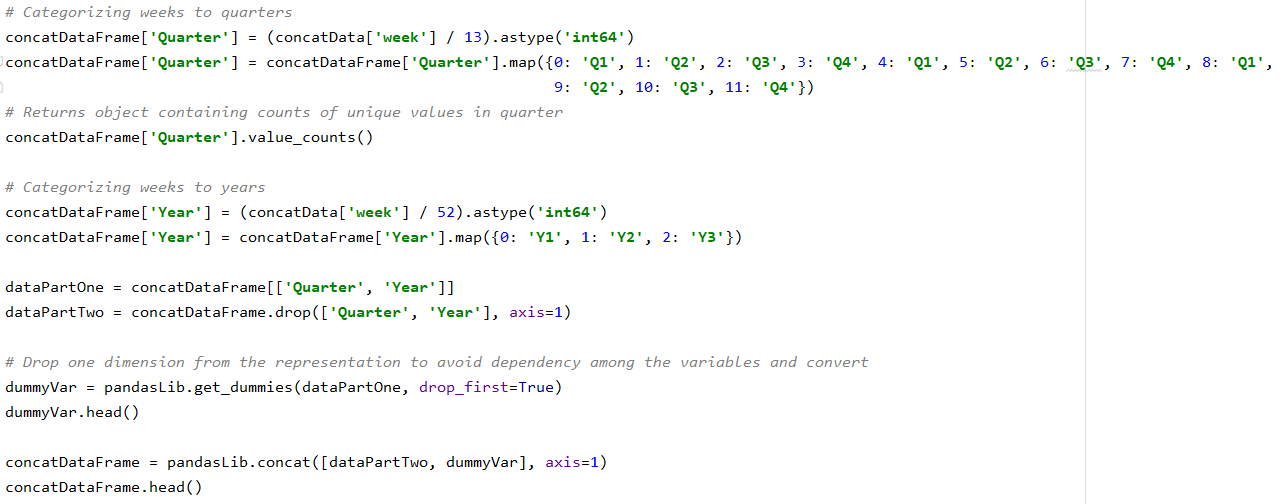 # Categorizing weeks to quarters
concatDataFrame['Quarter'] = (concatData['week'] / 13).astype('int64')
concatDataFrame['Quarter'] = concatDataFrame['Quarter'].map({0: 'Q1', 1: 'Q2', 2: 'Q3', 3: 'Q4', 4: 'Q1', 5: 'Q2', 6: 'Q3', 7: 'Q4', 8: 'Q1',
9: 'Q2', 10: 'Q3', 11: 'Q4'})
# Returns object containing counts of unique values in quarter
concatDataFrame['Quarter'].value_counts()
# Categorizing weeks to years
concatDataFrame['Year'] = (concatData['week'] / 52).astype('int64')
concatDataFrame['Year'] = concatDataFrame['Year'].map({0: 'Y1', 1: 'Y2', 2: 'Y3'})
dataPartOne = concatDataFrame[['Quarter', 'Year']]
dataPartTwo = concatDataFrame.drop(['Quarter', 'Year'], axis=1)
# Drop one dimension from the representation to avoid dependency among the variables and convert
dummyVar = pandasLib.get_dummies(dataPartOne, drop_first=True)
dummyVar.head()
concatDataFrame = pandasLib.concat([dataPartTwo, dummyVar], axis=1)
concatDataFrame.head()